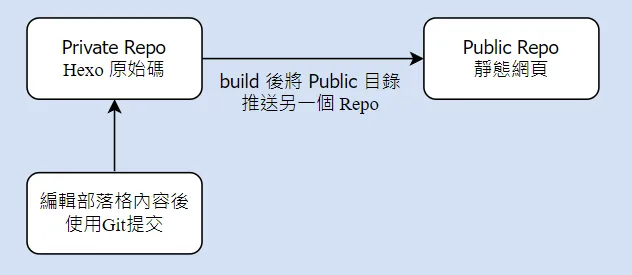 Private Repo
Hexo 原始碼
build 後將 Public 目錄
推送另一個 Repo
Public Repo
靜態網頁
編輯部落格內容後
使用Git提交